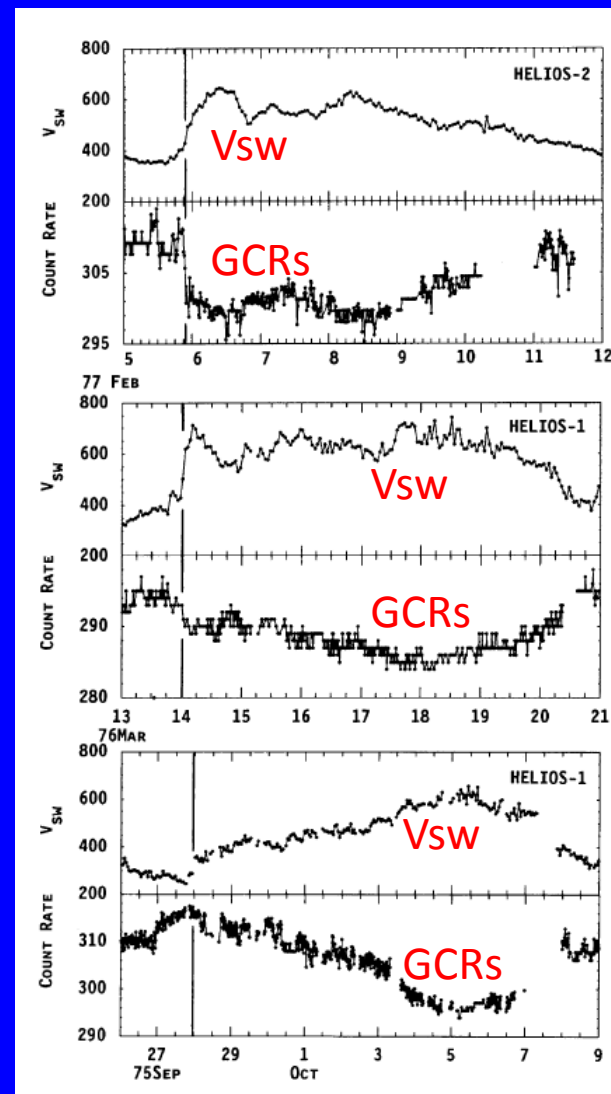 800
HELIOS-2
600
Vsw
400
200
VSW
GCRs
305
295
COUNT RATE
5 6 7 8 9 10 11 12
77 FEB
800
HELIOS-1
600
Vsw
400
200
VSW
GCRs
290
280
COUNT RATE
13 14 15 16 17 18 19 20 21
76MAR
800
HELIOS-1
600
Vsw
400
200
VSW
310
GCRs
300
290
COUNT RATE
27 29 1 3 5 7 9
75SEP OCT